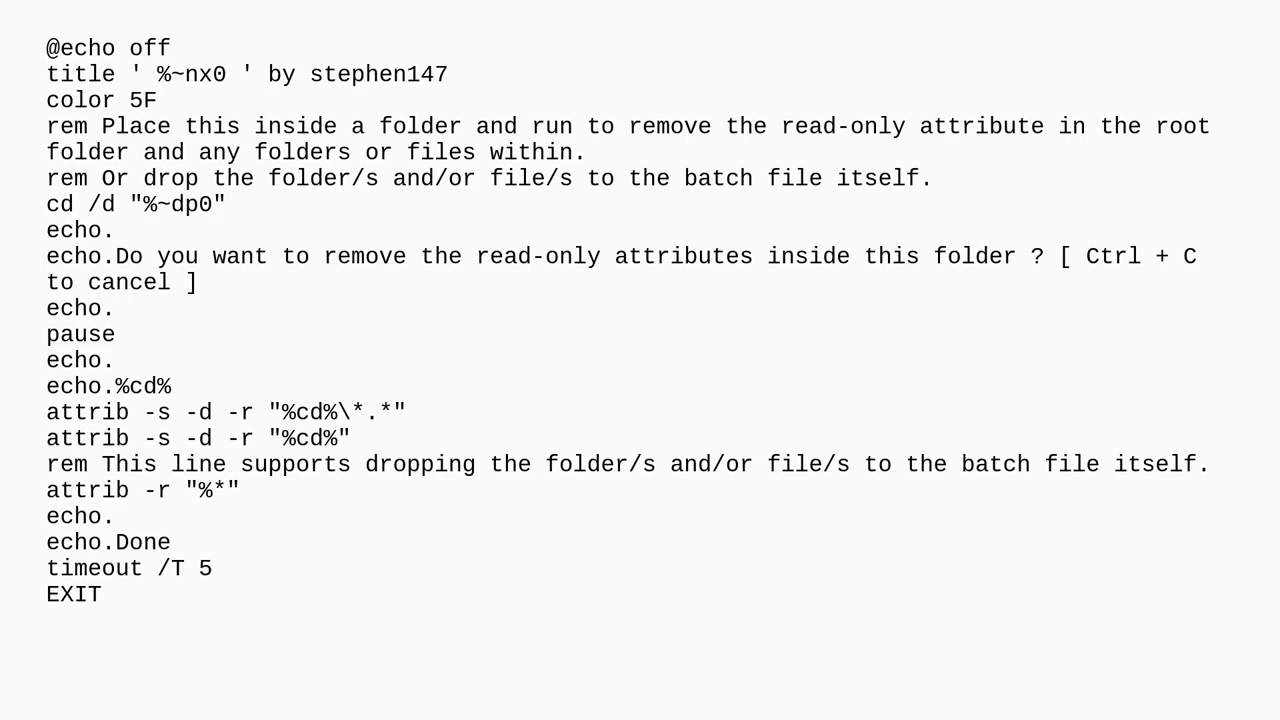 @echo off
title ' %~nx0 ' by stephen147
color 5F
rem Place this inside a folder and run to remove the read-only attribute in the root
folder and any folders or files within.
rem Or drop the folder/s and/or file/s to the batch file itself.
cd /d "%~dp0"
echo.
echo.Do you want to remove the read-only attributes inside this folder ? [ Ctrl + C
to cancel ]
echo.
pause
echo.
echo.%cd%
attrib -s -d -r "%cd%\*.*"
attrib -s -d -r "%cd%"
rem This line supports dropping the folder/s and/or file/s to the batch file itself.
attrib -r "%*"
echo.
echo.Done
timeout /T 5
EXIT